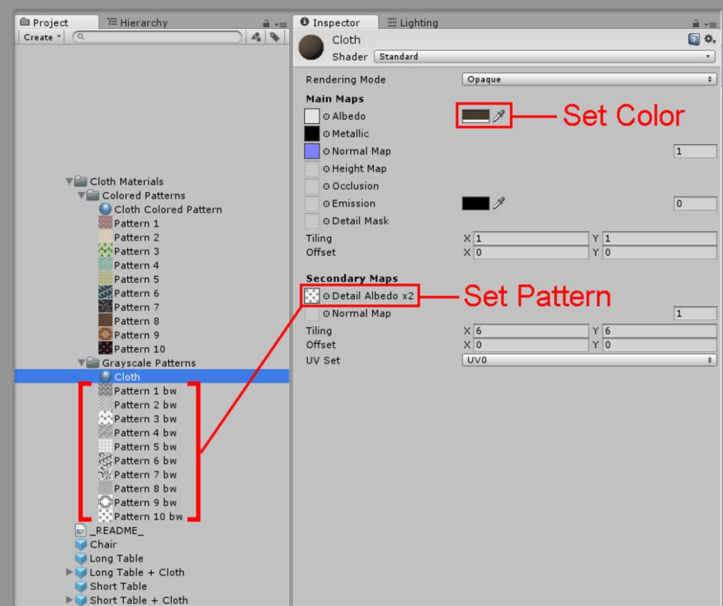 Project
Hierarchy
Create
Cloth Materials
Colored Patterns
Cloth Colored Pattern
Pattern 1
Pattern 2
Pattern 3
Pattern 4
Pattern 5
Pattern 6
Pattern 7
Pattern 8
Pattern 9
Pattern 10
Grayscale Patterns
Cloth
Pattern 1 bw
Pattern 2 bw
Pattern 3 bw
Pattern 4 bw
Pattern 5 bw
Pattern 6 bw
Pattern 7 bw
Pattern 8 bw
Pattern 9 bw
Pattern 10 bw
_README_
Chair
Long Table
Long Table + Cloth
Short Table
Short Table + Cloth
Inspector
Lighting
Cloth
Shader Standard
Rendering Mode Opaque
Main Maps
Albedo
Set Color
Metallic
Normal Map 1
Height Map
Occlusion
Emission 0
Detail Mask
Tiling X 1 Y 1
Offset X 0 Y 0
Secondary Maps
Detail Albedo x2
Set Pattern
Normal Map 1
Tiling X 6 Y 6
Offset X 0 Y 0
UV Set UV0